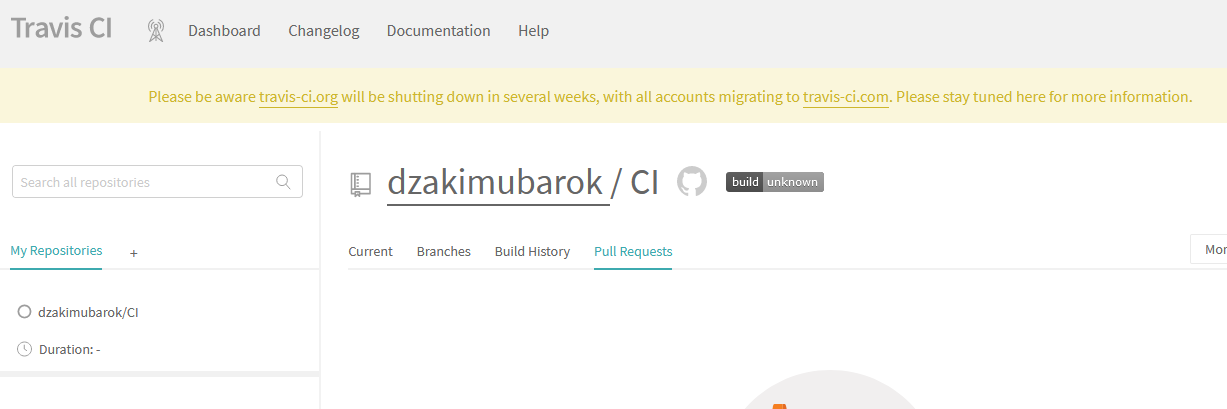 Travis CI Dashboard Changelog Documentation Help
Please be aware travis-ci.org will be shutting down in several weeks, with all accounts migrating to travis-ci.com. Please stay tuned here for more information.
Search all repositories
dzakimubarok / CI build unknown
My Repositories +
Current Branches Build History Pull Requests Mor
dzakimubarok/CI
Duration: -